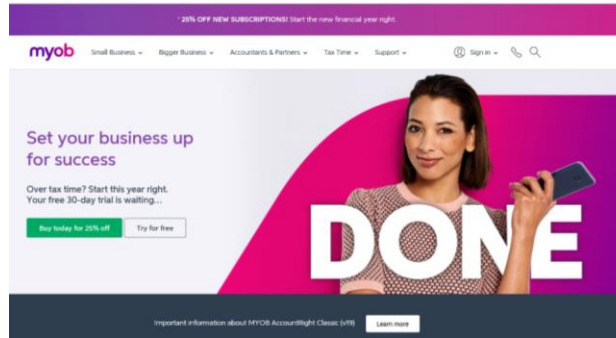 * 25% OFF NEW SUBSCRIPTIONS! Start the new financial year right.
myob Small Business Bigger Business Accountants & Partners Tax Time Support Sign in
Set your business up
for success
Over tax time? Start this year right.
Your free 30-day trial is waiting...
Buy today for 25% off Try for free
DONE
Important information about MYOB AccountRight Classic (v19) Learn more